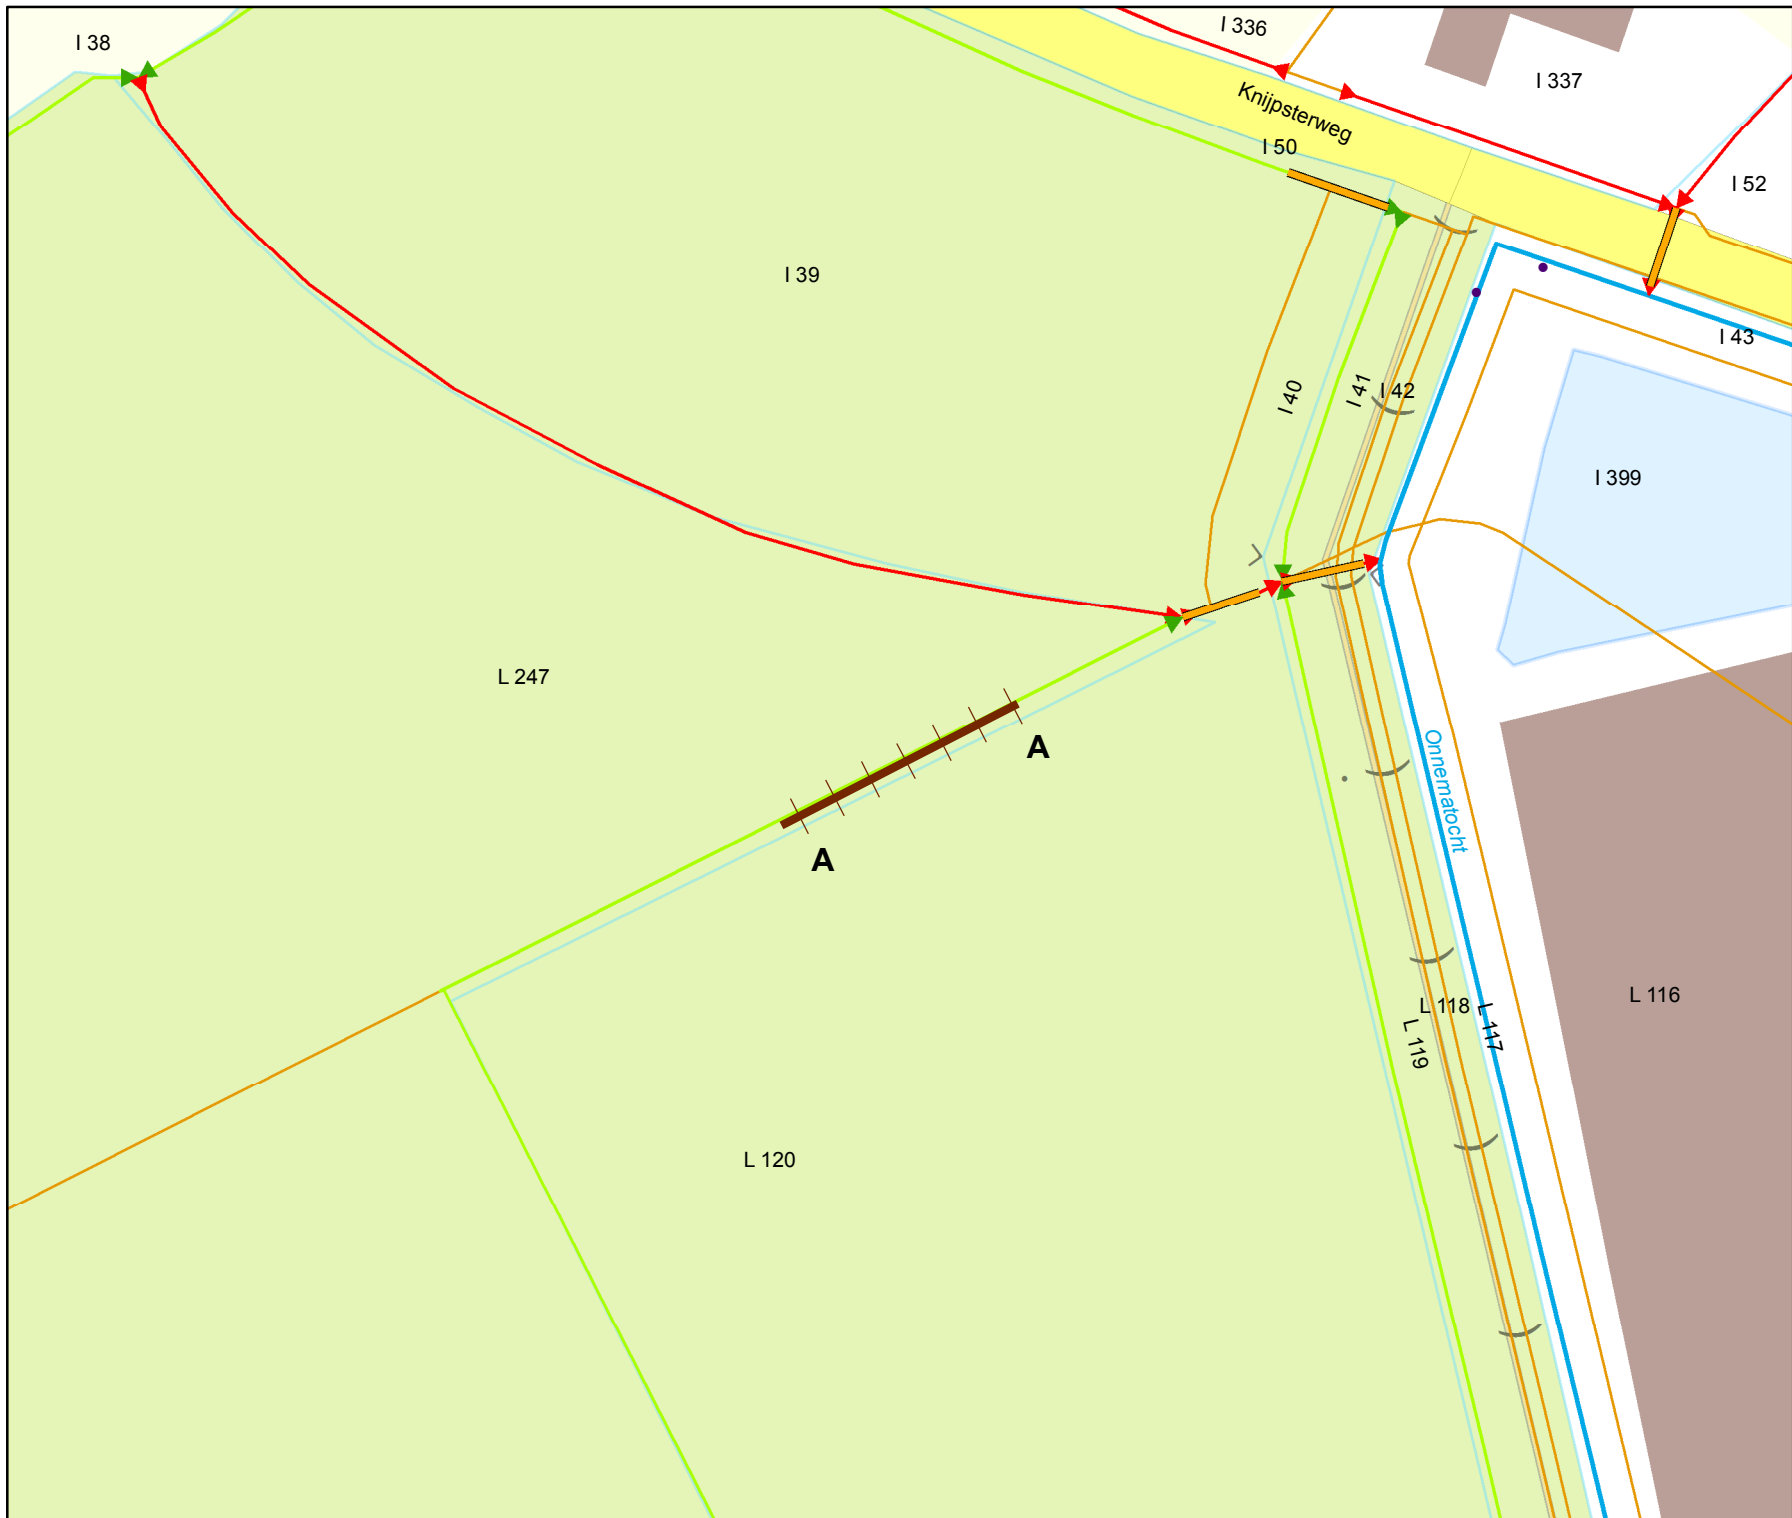 I 38
I 336
I 337
Knijpsterweg
I 50
I 52
I 39
I 43
I 40
I 41
I 42
I 399
L 247
A
Onnematocht
A
L 116
L 118
L 117
L 119
L 120